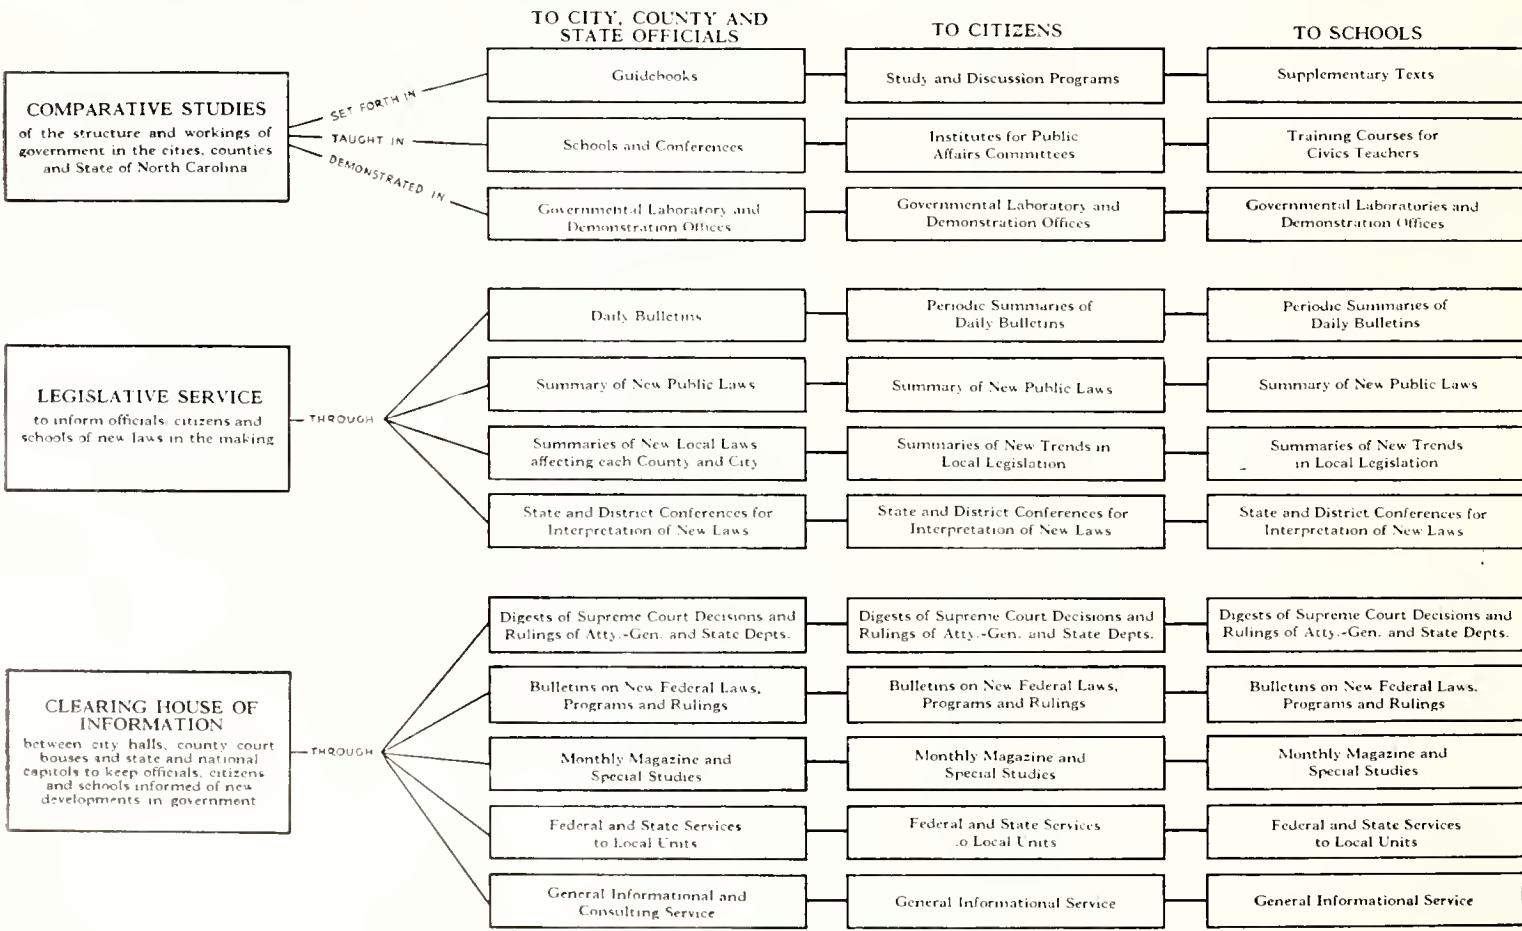 TO CITY, COUNTY AND
STATE OFFICIALS
TO CITIZENS
TO SCHOOLS
COMPARATIVE STUDIES
of the structure and workings of
government in the cities, counties
and State of North Carolina
SET FORTH IN
TAUGHT IN
DEMONSTRATED IN
Guidebooks
Study and Discussion Programs
Supplementary Texts
Schools and Conferences
Institutes for Public
Affairs Committees
Training Courses for
Civics Teachers
Governmental Laboratory and
Demonstration Offices
Governmental Laboratory and
Demonstration Offices
Governmental Laboratories and
Demonstration Offices
LEGISLATIVE SERVICE
to inform officials, citizens and
schools of new laws in the making
THROUGH
Daily Bulletins
Periodic Summaries of
Daily Bulletins
Periodic Summaries of
Daily Bulletins
Summary of New Public Laws
Summary of New Public Laws
Summary of New Public Laws
Summaries of New Local Laws
affecting each County and City
Summaries of New Trends in
Local Legislation
Summaries of New Trends
in Local Legislation
State and District Conferences for
Interpretation of New Laws
State and District Conferences for
Interpretation of New Laws
State and District Conferences for
Interpretation of New Laws
CLEARING HOUSE OF
INFORMATION
between city halls, county court
houses and state and national
capitols to keep officials, citizens
and schools informed of new
developments in government
THROUGH
Digests of Supreme Court Decisions and
Rulings of Atty.-Gen. and State Depts.
Digests of Supreme Court Decisions and
Rulings of Atty.-Gen. and State Depts.
Digests of Supreme Court Decisions and
Rulings of Atty.-Gen. and State Depts.
Bulletins on New Federal Laws,
Programs and Rulings
Bulletins on New Federal Laws,
Programs and Rulings
Bulletins on New Federal Laws,
Programs and Rulings
Monthly Magazine and
Special Studies
Monthly Magazine and
Special Studies
Monthly Magazine and
Special Studies
Federal and State Services
to Local Units
Federal and State Services
.o Local Units
Federal and State Services
to Local Units
General Informational and
Consulting Service
General Informational Service
General Informational Service